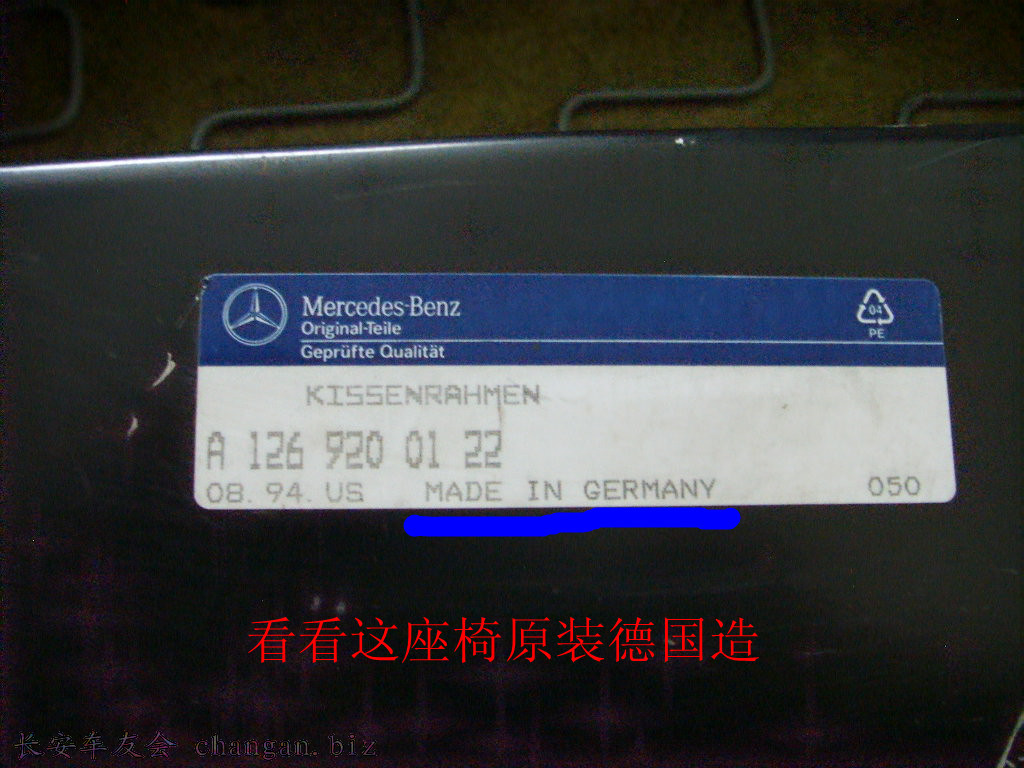 Mercedes-Benz
Original-Teile
Geprüfte Qualität
04
PE
KISSENRAHMEN
A 126 920 01 22
08.94.US MADE IN GERMANY 050
看看这座椅原装德国造
长安车友会 changan.biz